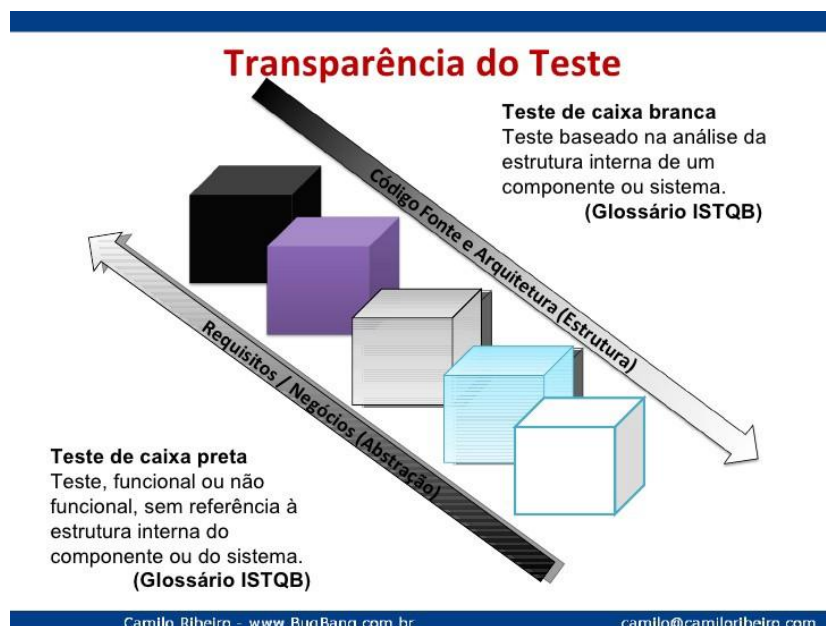 Transparência do Teste
Teste de caixa branca
Teste baseado na análise da
estrutura interna de um
componente ou sistema.
(Glossário ISTQB)
Código Fonte e Arquitetura (Estrutura)
Requisitos / Negócios (Abstração)
Teste de caixa preta
Teste, funcional ou não
funcional, sem referência à
estrutura interna do
componente ou do sistema.
(Glossário ISTQB)
Camilo Ribeiro - www.BugBang.com.br
camilo@camiloribeiro.com